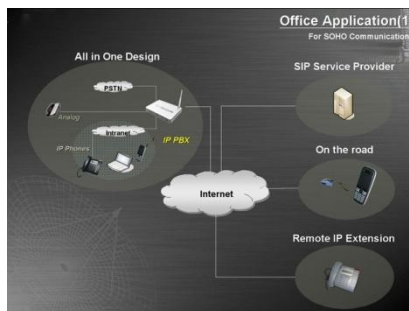 Office Application(1
For SOHO Communication
All in One Design
SIP Service Provider
PSTN
Analog
Intranet
IP PBX
IP Phones
On the road
Internet
Remote IP Extension